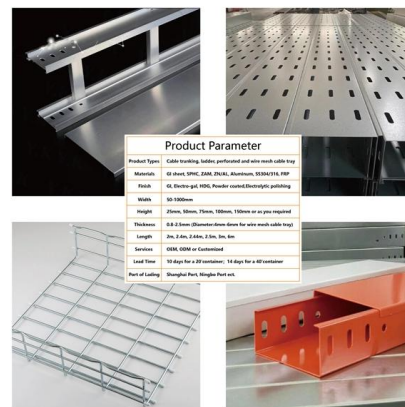 Product Parameter
Product Types Cable trunking, ladder, perforated and wire mesh cable tray
Materials GI sheet, SPHC, ZAM, ZN/AL, Aluminum, SS304/316, FRP
Finish GI, Electro-gal, HDG, Powder coated,Electrolytic polishing
Width 50-1000mm
Height 25mm, 50mm, 75mm, 100mm, 150mm or as you required
Thickness 0.8-2.5mm (Diameter:4mm-6mm for wire mesh cable tray)
Length 2m, 2.4m, 2.44m, 2.5m, 3m, 6m
Services OEM, ODM or Customized
Lead Time 10 days for a 20'container; 14 days for a 40'container
Port of Lading Shanghai Port, Ningbo Port ect.